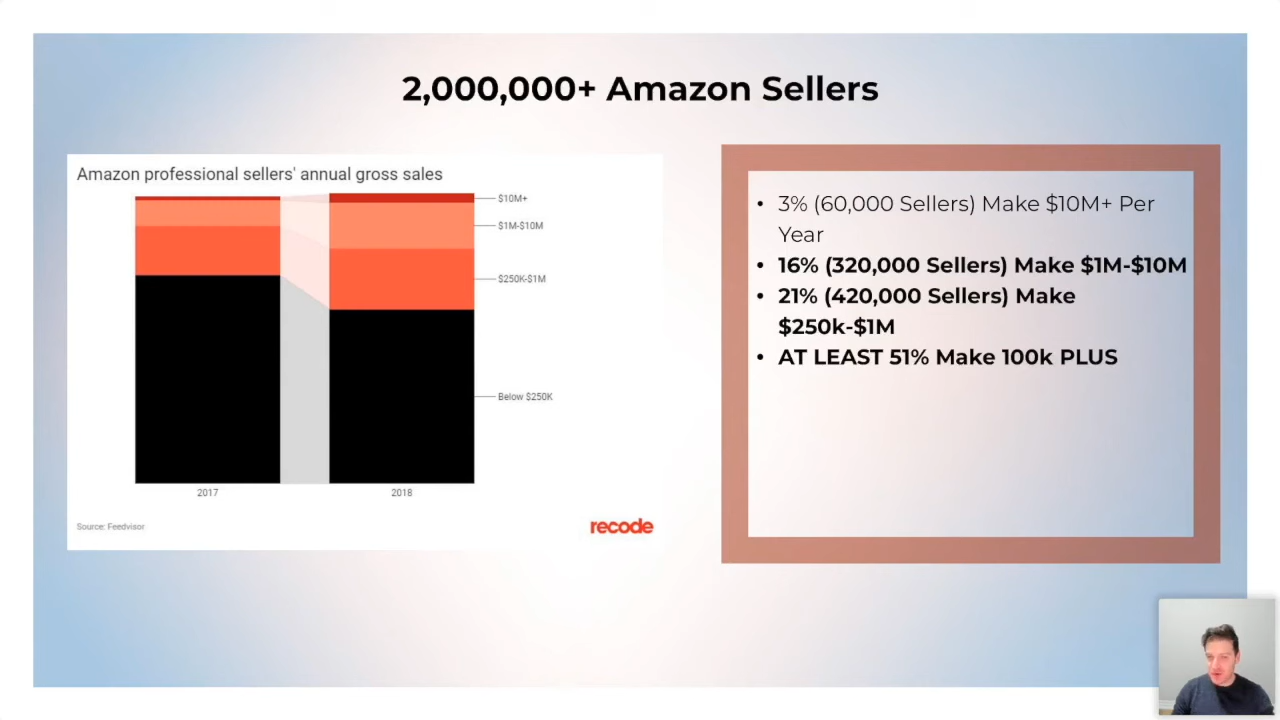 2,000,000+ Amazon Sellers
Amazon professional sellers' annual gross sales
$10M+
$1M-$10M
$250K-$1M
Below $250K
2017
2018
Source: Feedvisor
recode
• 3% (60,000 Sellers) Make $10M+ Per
Year
• 16% (320,000 Sellers) Make $1M-$10M
• 21% (420,000 Sellers) Make
$250k-$1M
• AT LEAST 51% Make 100k PLUS